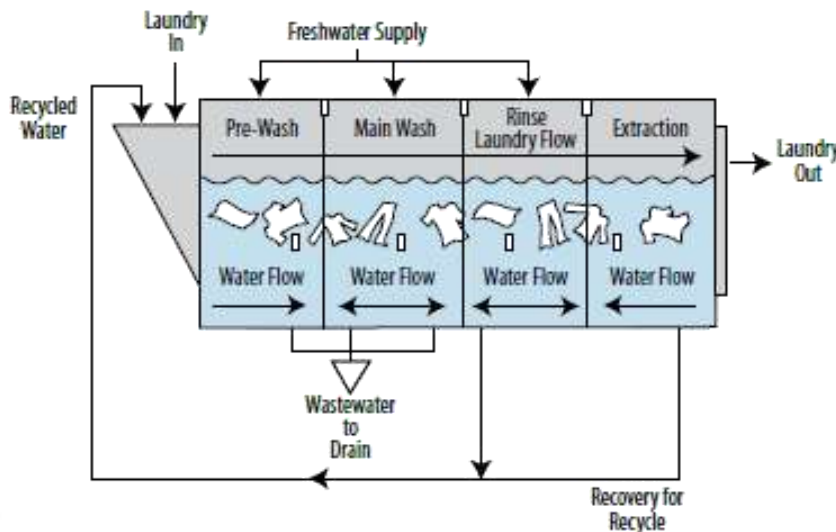 Laundry
In
Freshwater Supply
Recycled
Water
Pre-Wash
Main Wash
Rinse
Laundry Flow
Extraction
Laundry
Out
Water Flow
Water Flow
Water Flow
Water Flow
Wastewater
to
Drain
Recovery for
Recycle